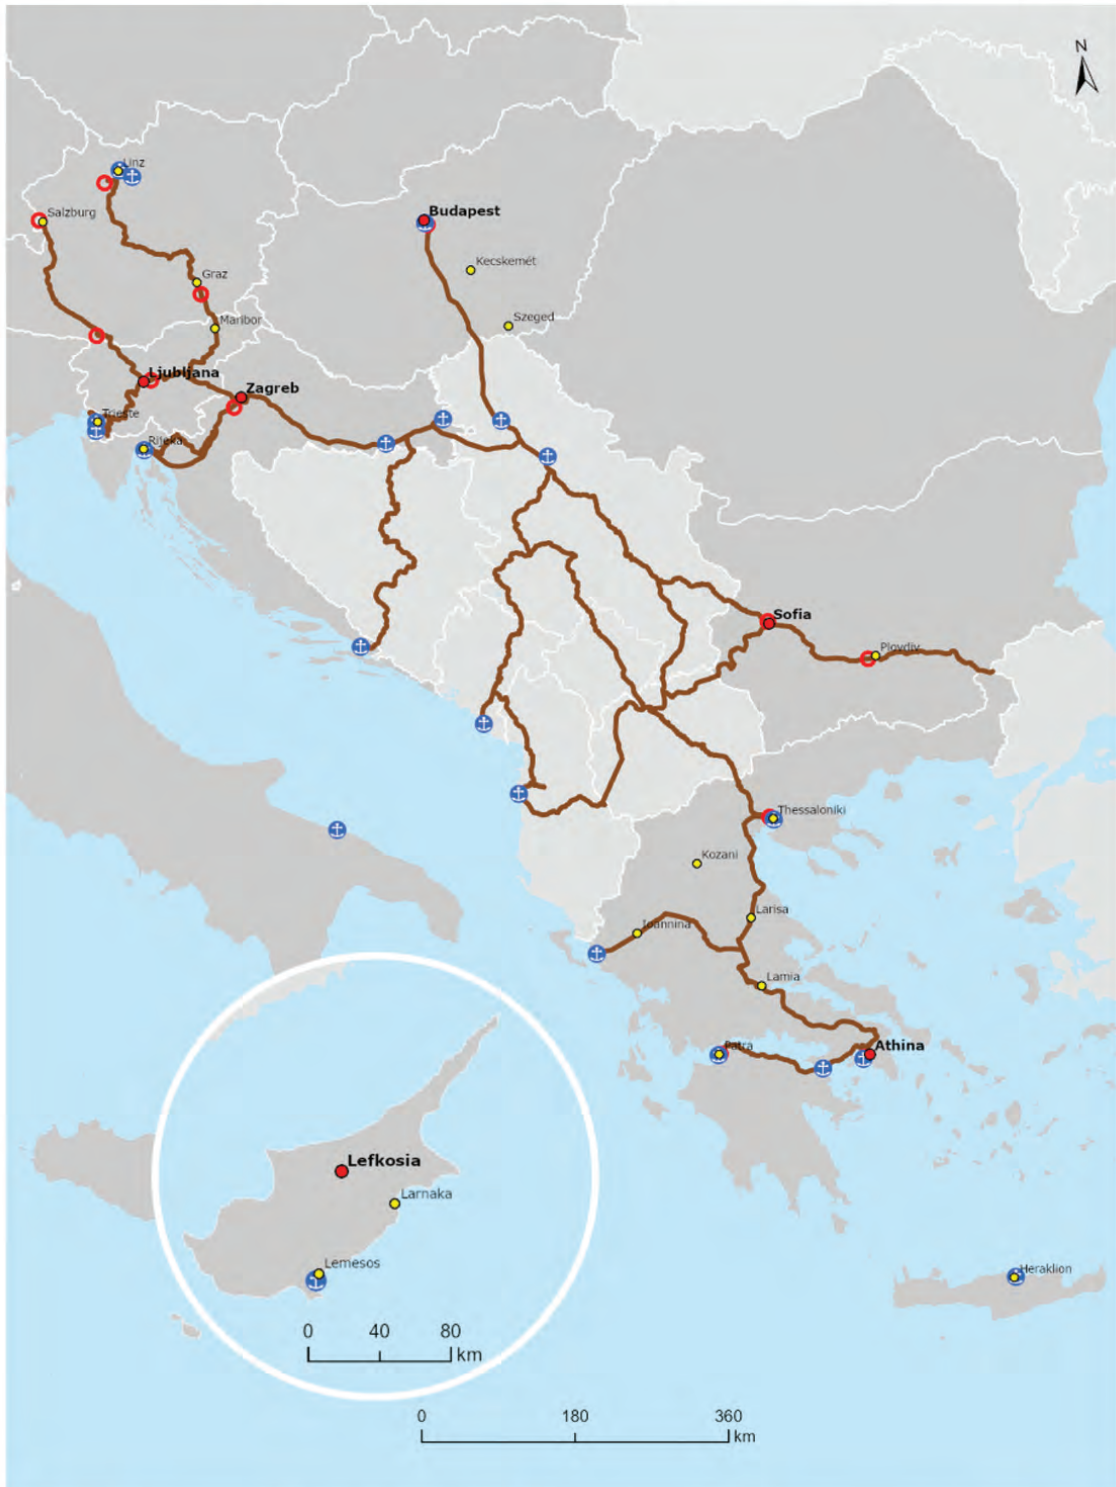 N
Linz
Salzburg
Budapest
Kecskemét
Graz
Szeged
Maribor
Ljubljana
Zagreb
Trieste
Rijeka
Sofia
Plovdiv
Thessaloniki
Kozani
Larisa
Ioannina
Lamia
Patra
Athina
Lefkosia
Larnaka
Lemesos
Heraklion
0 40 80
km
0 180 360
km